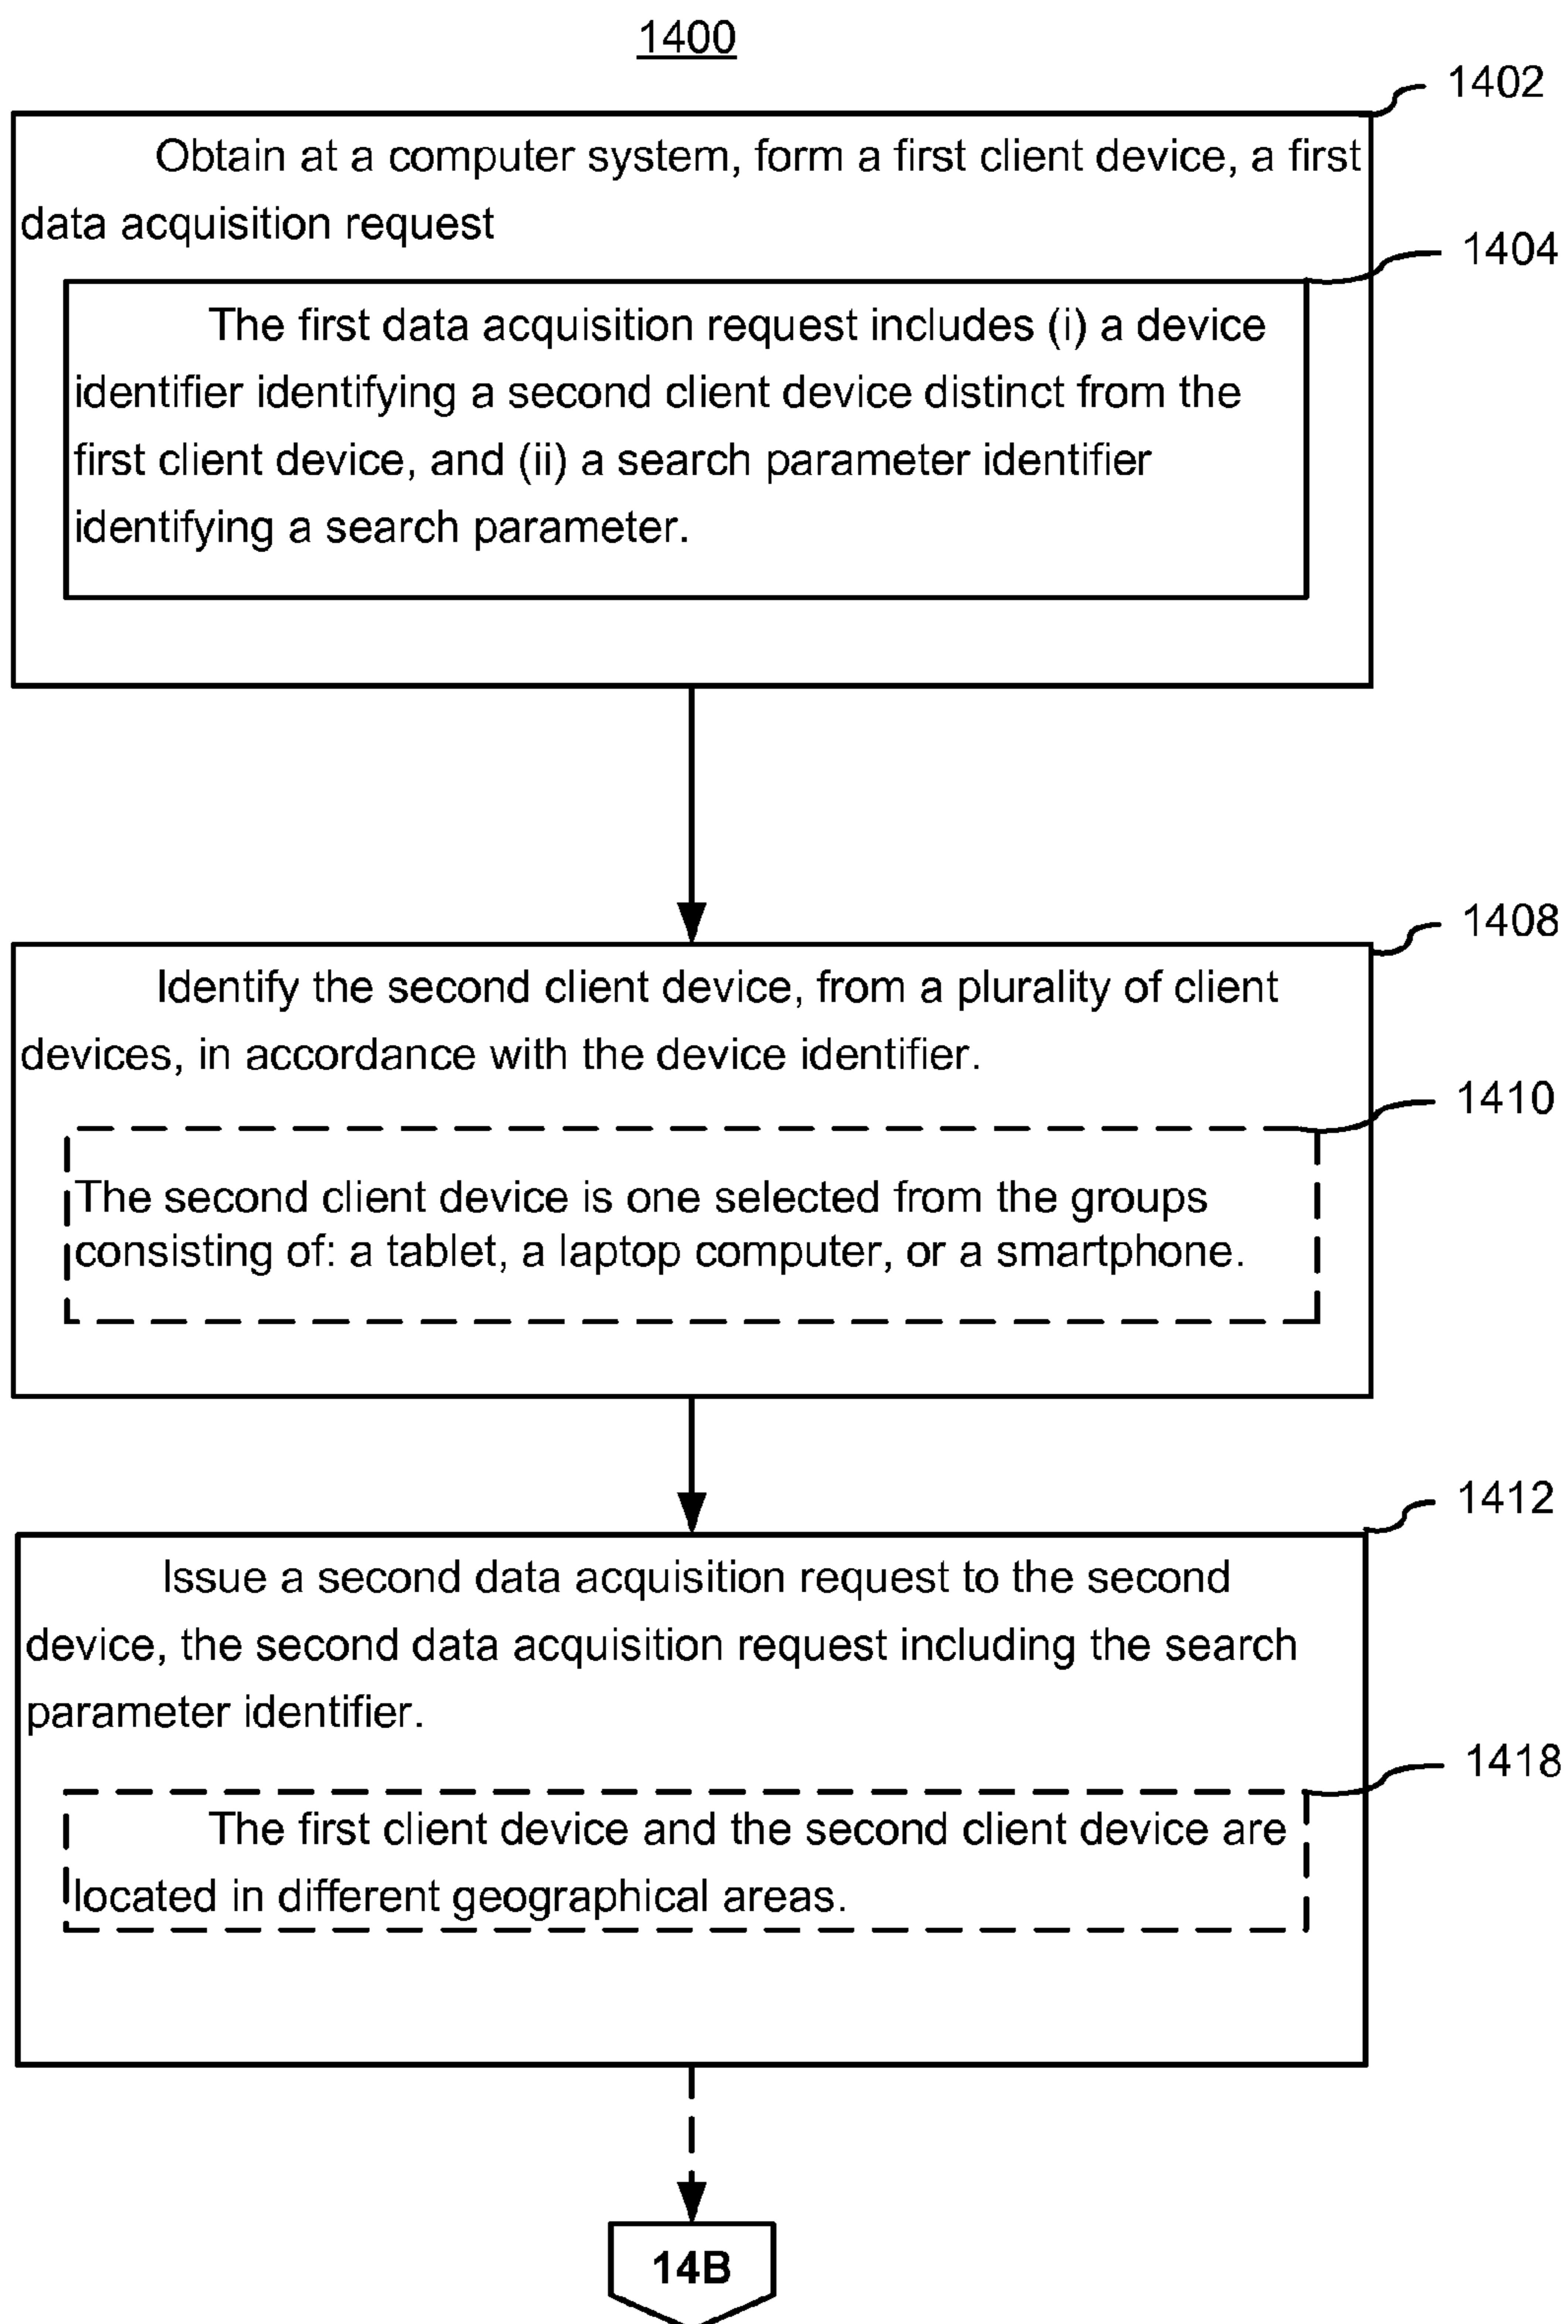 1400
1402
Obtain at a computer system, form a first client device, a first
data acquisition request
1404
The first data acquisition request includes (i) a device
identifier identifying a second client device distinct from the
first client device, and (ii) a search parameter identifier
identifying a search parameter.
1408
Identify the second client device, from a plurality of client
devices, in accordance with the device identifier.
1410
The second client device is one selected from the groups
consisting of: a tablet, a laptop computer, or a smartphone.
1412
Issue a second data acquisition request to the second
device, the second data acquisition request including the search
parameter identifier.
1418
The first client device and the second client device are
located in different geographical areas.
14B